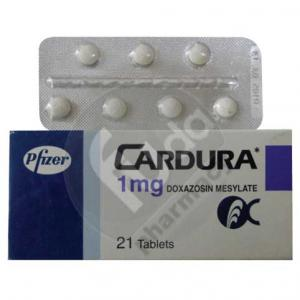 Pfizer
CARDURA*
1mg
DOXAZOSIN MESYLATE
21 Tablets